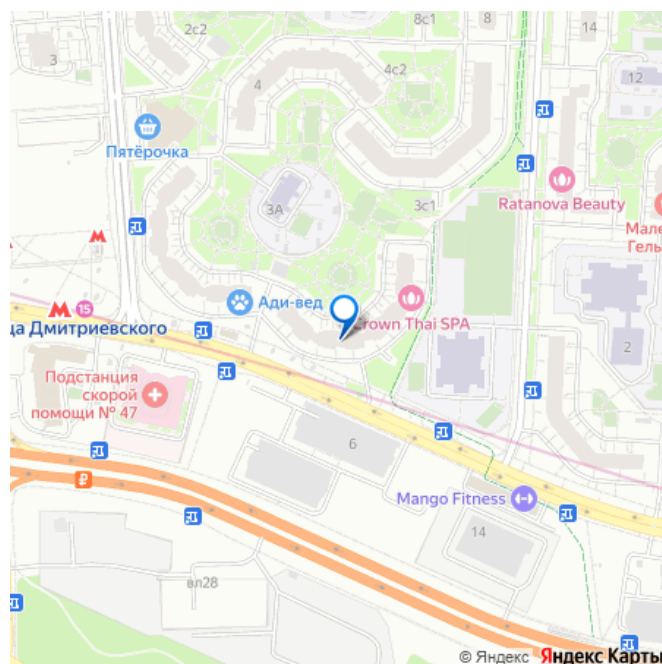 8с1
8
14
2с2
3
4с2
4
12
Пятёрочка
3А
3с1
Ratanova Beauty
Мале
Гель
Ади-вед
Crown Thai SPA
15
ца Дмитриевского
2
Подстанция
скорой
помощи № 47
6
₽
Mango Fitness
14
вл28
© Яндекс Яндекс Карты